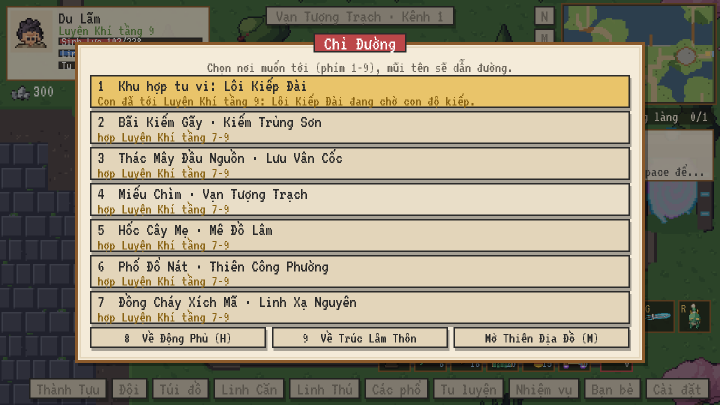 Du Lãm
Luyện Khí tầng 9
Vạn Tượng Trạch · Kênh 1
N
M
300
Chỉ Đường
Chọn nơi muốn tới (phím 1-9), mũi tên sẽ dẫn đường.
1 Khu hợp tu vi: Lôi Kiếp Đài
Con đã tới Luyện Khí tầng 9: Lôi Kiếp Đài đang chờ con độ kiếp.
2 Bãi Kiếm Gãy · Kiếm Trủng Sơn
hợp Luyện Khí tầng 7-9
3 Thác Mây Đầu Nguồn · Lưu Vân Cốc
hợp Luyện Khí tầng 7-9
4 Miếu Chìm · Vạn Tượng Trạch
hợp Luyện Khí tầng 7-9
5 Hốc Cây Mẹ · Mê Đồ Lâm
hợp Luyện Khí tầng 7-9
6 Phố Đổ Nát · Thiên Công Phường
hợp Luyện Khí tầng 7-9
7 Đồng Cháy Xích Mã · Linh Xạ Nguyên
hợp Luyện Khí tầng 7-9
8 Về Động Phủ (H)
9 Về Trúc Lâm Thôn
Mở Thiên Địa Đồ (M)
làng 0/1
để...
G
R
Thành Tựu
Đội
Túi đồ
Linh Căn
Linh Thú
Các phổ
Tu luyện
Nhiệm vụ
Bạn bè
Cài đặt